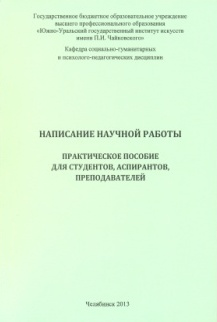 Государственное бюджетное образовательное учреждение
высшего профессионального образования
«Южно-Уральский государственный институт искусств
имени П.И. Чайковского»
Кафедра социально-гуманитарных
и психолого-педагогических дисциплин
НАПИСАНИЕ НАУЧНОЙ РАБОТЫ
ПРАКТИЧЕСКОЕ ПОСОБИЕ
ДЛЯ СТУДЕНТОВ, АСПИРАНТОВ,
ПРЕПОДАВАТЕЛЕЙ
Челябинск 2013